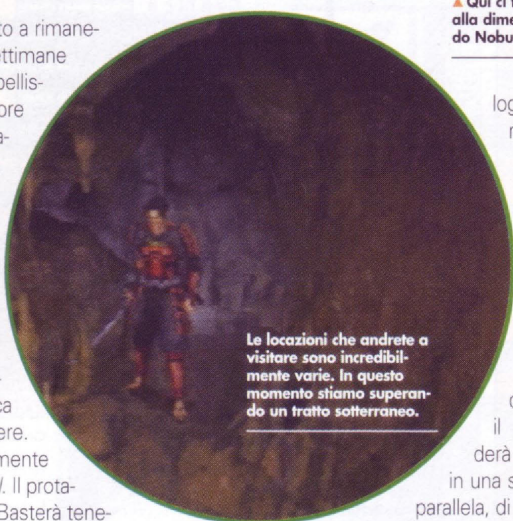 to a rimane-
ettimane
pellis-
ore
a-
ca
ere.
mente
Il prota-
Basterà tene-
Le locazioni che andrete a
visitare sono incredibil-
mente varie. In questo
momento stiamo superan-
do un tratto sotterraneo.
Qui ci
alla dime
do Nobu
log
il
derà
in una s
parallela, di